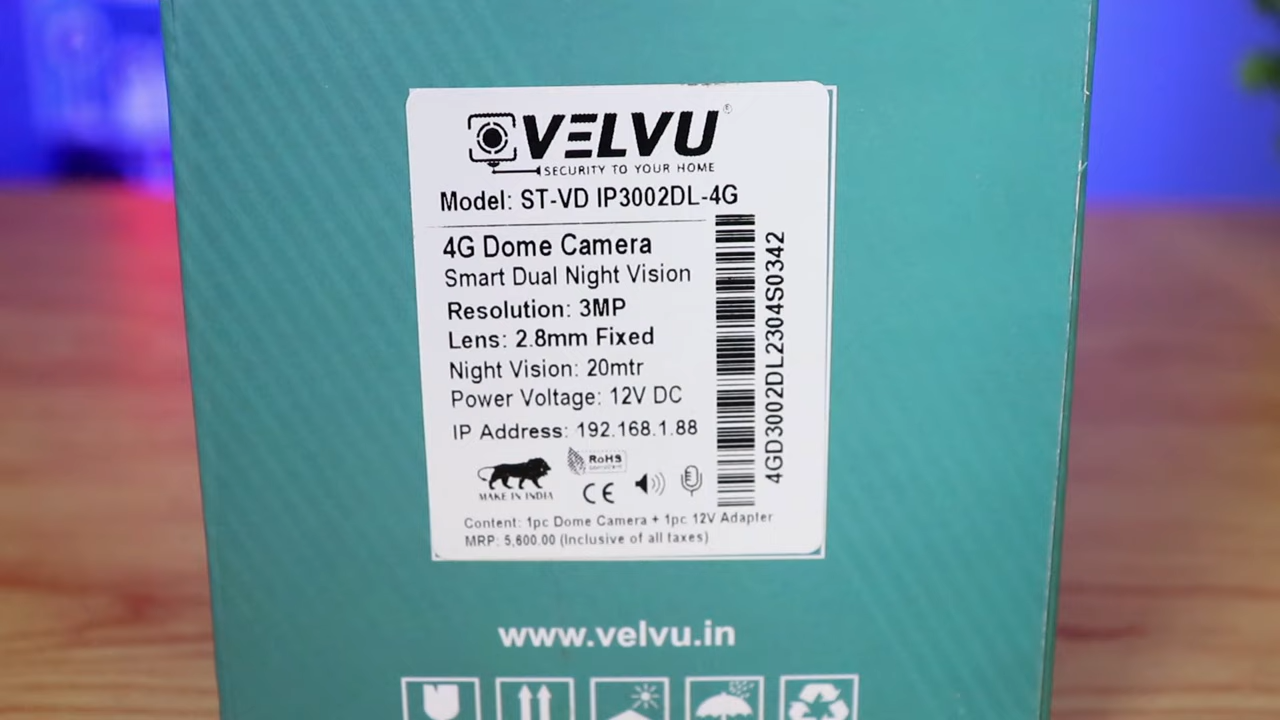 VELVU®
SECURITY TO YOUR HOME
Model: ST-VD IP3002DL-4G
4G Dome Camera
Smart Dual Night Vision
Resolution: 3MP
Lens: 2.8mm Fixed
Night Vision: 20mtr
Power Voltage: 12V DC
IP Address: 192.168.1.88
4GD3002DL2304S0342
RoHS
MAKE IN INDIA
CE
Content: 1pc Dome Camera + 1pc 12V Adapter
MRP: 5,600.00 (Inclusive of all taxes)
www.velvu.in